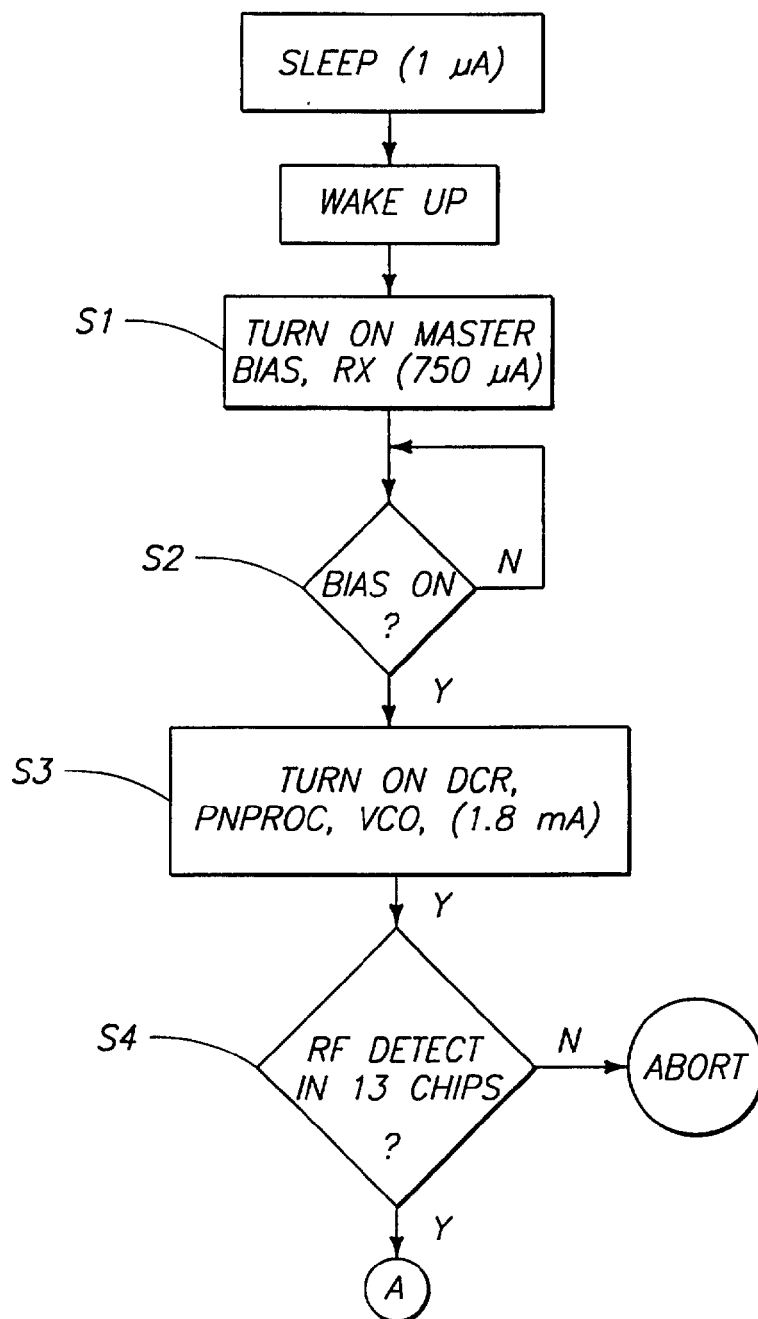 SLEEP (1 µA)
WAKE UP
S1
TURN ON MASTER
BIAS, RX (750 µA)
S2
BIAS ON
?
N
Y
S3
TURN ON DCR,
PNPROC, VCO, (1.8 mA)
Y
S4
RF DETECT
IN 13 CHIPS
?
N
ABORT
Y
A